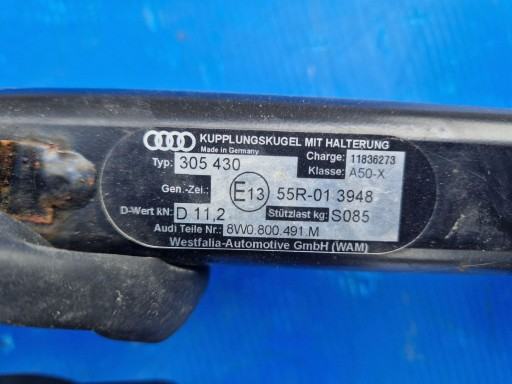 KUPPLUNGSKUGEL MIT HALTERUNG
Made in Germany
Charge: 11836273
Typ: 305 430
Klasse: A50-X
Gen.-Zei.: E13 55R-01 3948
D-Wert kN: D 11,2 Stützlast kg: S085
Audi Teile Nr.: 8W0.800.491.M
Westfalia-Automotive GmbH (WAM)